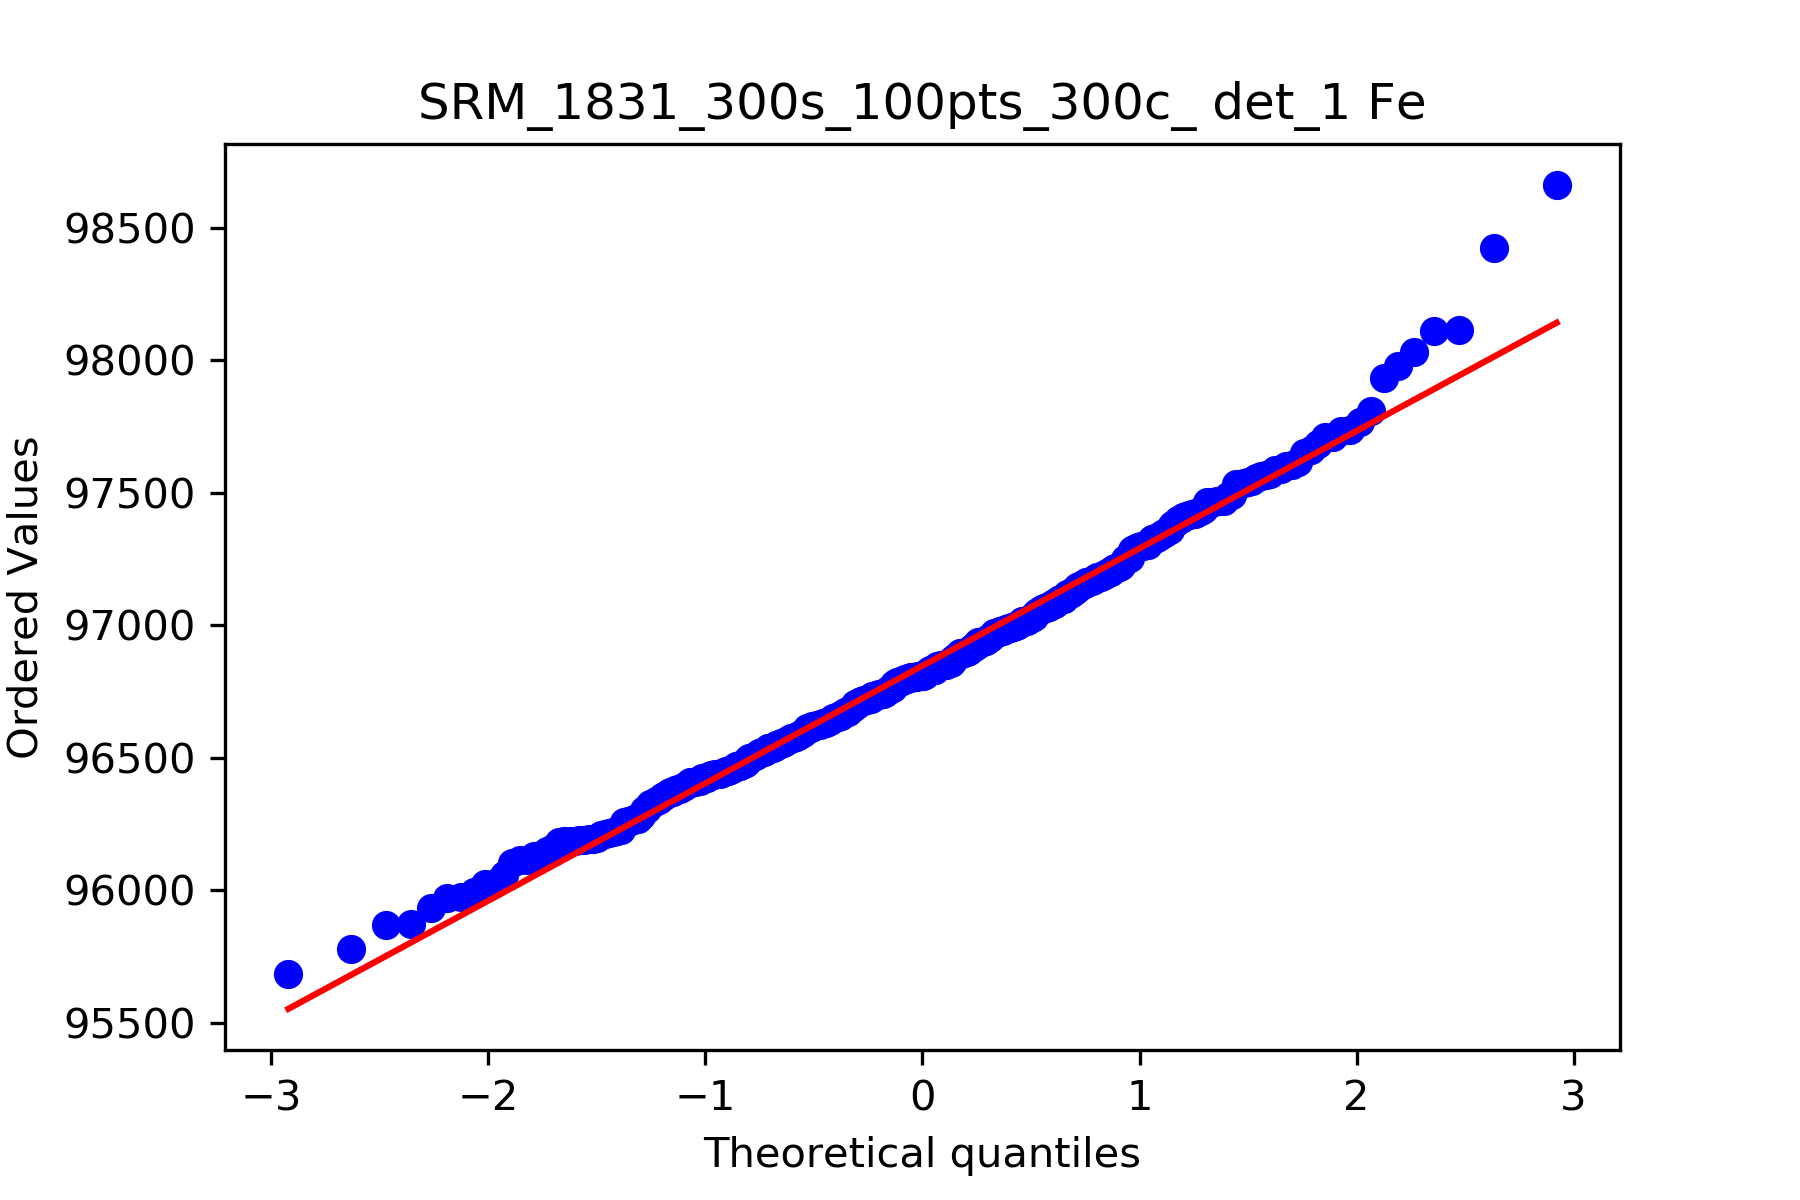 SRM_1831_300s_100pts_300c_ det_1 Fe
98500
98000
97500
97000
96500
96000
95500
Ordered Values
−3 −2 −1 0 1 2 3
Theoretical quantiles